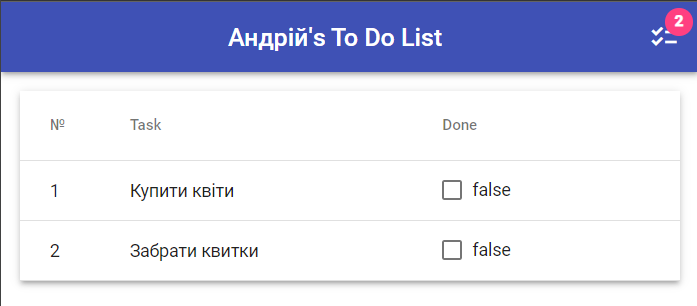 Андрій's To Do List
2
№ Task Done
1 Купити квіти false
2 Забрати квитки false